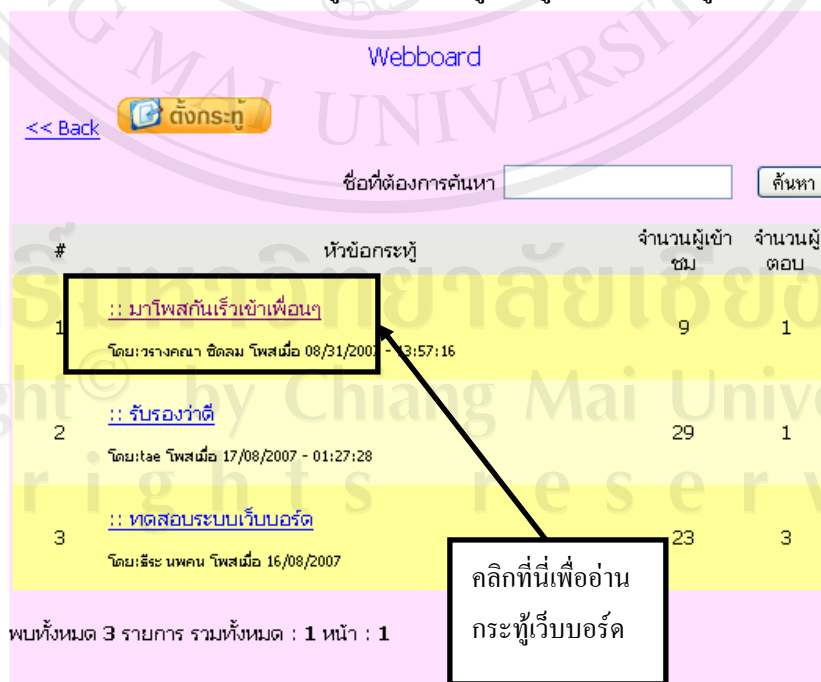 Webboard
<< Back ตั้งกระทู้
ชื่อที่ต้องการค้นหา ค้นหา
# หัวข้อกระทู้ จำนวนผู้เข้าชม จำนวนผู้ตอบ
1 :: มาโพสกันเร็วเข้าเพื่อนๆ 9 1
โดย:วรางคณา ชิดลม โพสเมื่อ 08/31/2007 - 13:57:16
2 :: รับรองว่าดี 29 1
โดย:tae โพสเมื่อ 17/08/2007 - 01:27:28
3 :: ทดสอบระบบเว็บบอร์ด 23 3
โดย:ธีระ นพคน โพสเมื่อ 16/08/2007
คลิกที่นี่เพื่ออ่าน
กระทู้เว็บบอร์ด
พบทั้งหมด 3 รายการ รวมทั้งหมด : 1 หน้า : 1
MAI UNIVERSIT
by Chiang Mai Univ
rights reserv